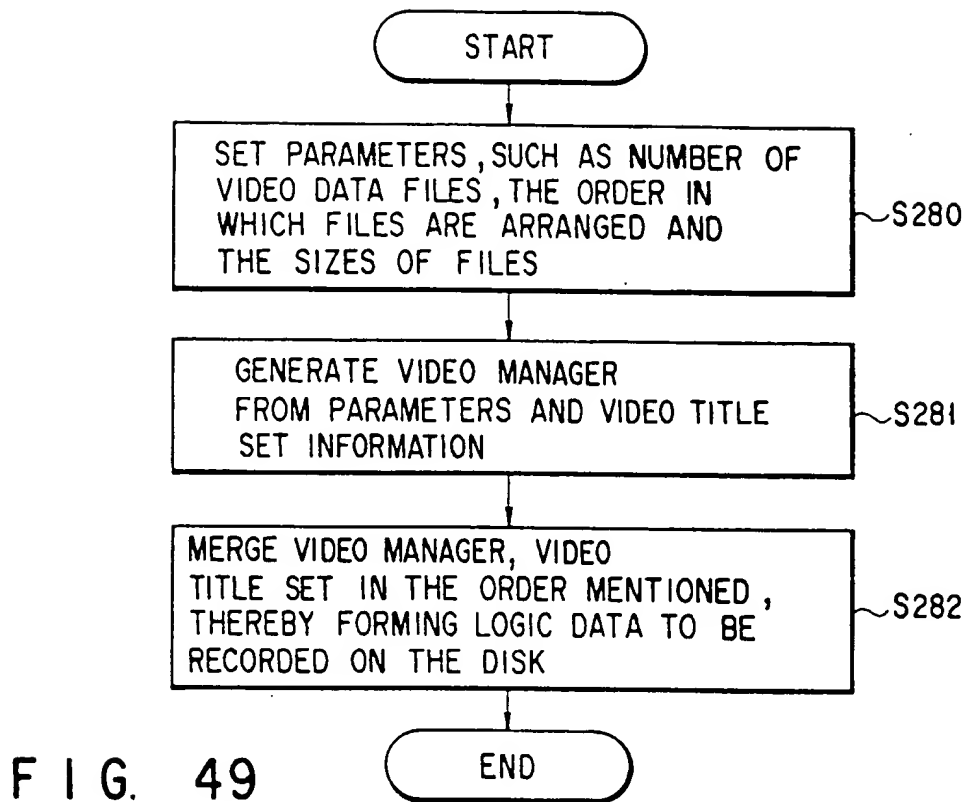 START
SET PARAMETERS, SUCH AS NUMBER OF
VIDEO DATA FILES, THE ORDER IN
WHICH FILES ARE ARRANGED AND
THE SIZES OF FILES
S280
GENERATE VIDEO MANAGER
FROM PARAMETERS AND VIDEO TITLE
SET INFORMATION
S281
MERGE VIDEO MANAGER, VIDEO
TITLE SET IN THE ORDER MENTIONED,
THEREBY FORMING LOGIC DATA TO BE
RECORDED ON THE DISK
S282
END
FIG. 49